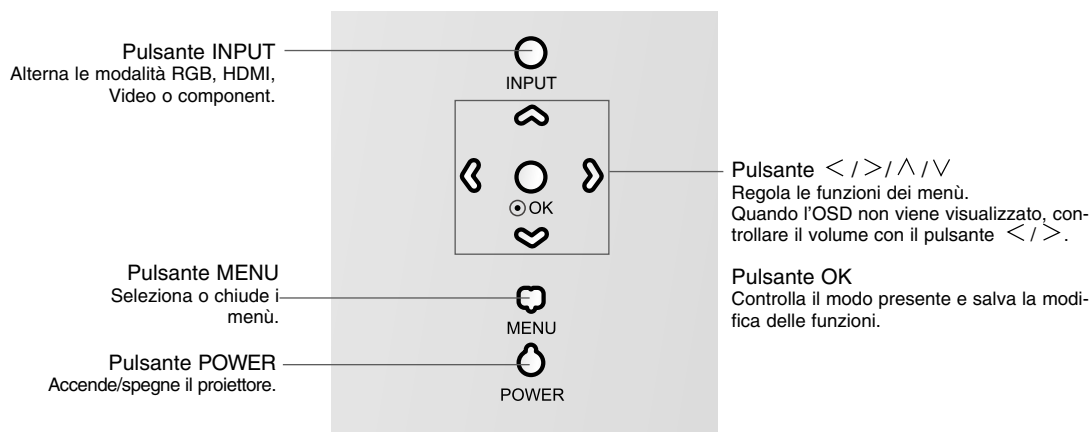 Pulsante INPUT
Alterna le modalità RGB, HDMI,
Video o component.
INPUT
⦿OK
Pulsante </>/∧/∨
Regola le funzioni dei menù.
Quando l'OSD non viene visualizzato, con-
trollare il volume con il pulsante </>.
Pulsante OK
Controlla il modo presente e salva la modi-
fica delle funzioni.
Pulsante MENU
Seleziona o chiude i
menù.
MENU
Pulsante POWER
Accende/spegne il proiettore.
POWER